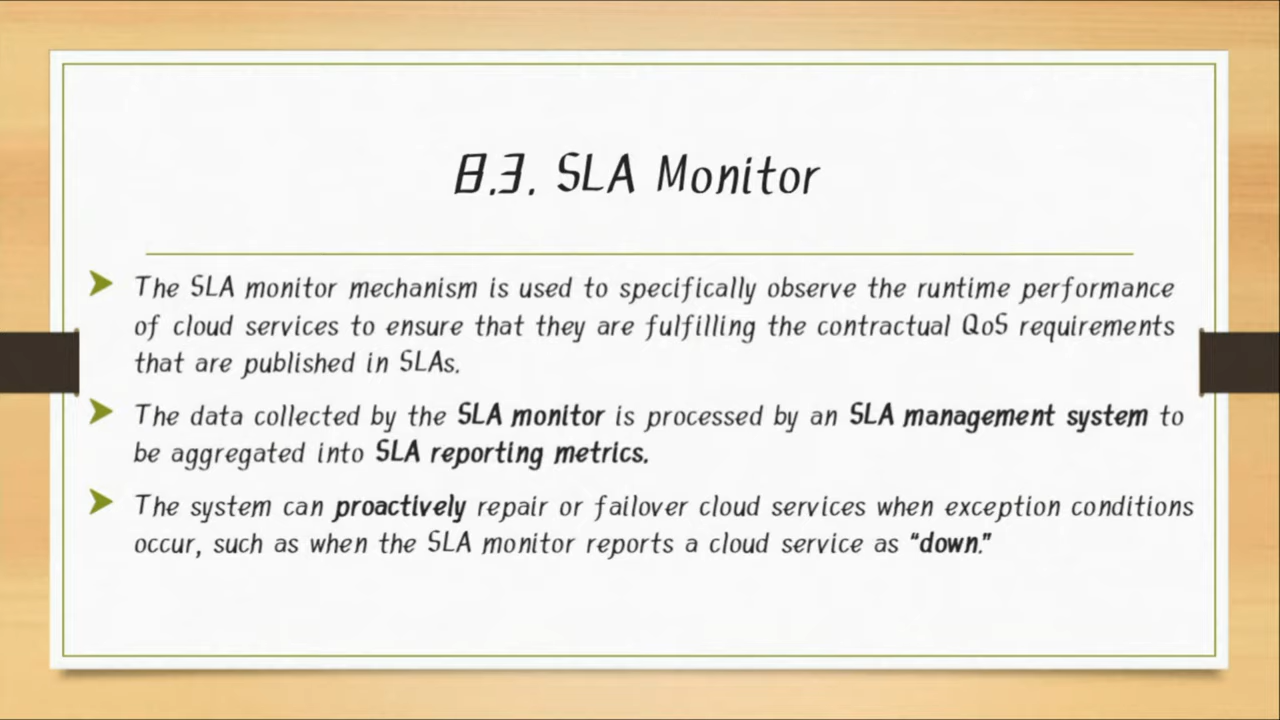 8.3. SLA Monitor
The SLA monitor mechanism is used to specifically observe the runtime performance
of cloud services to ensure that they are fulfilling the contractual QoS requirements
that are published in SLAs.
The data collected by the SLA monitor is processed by an SLA management system to
be aggregated into SLA reporting metrics.
The system can proactively repair or failover cloud services when exception conditions
occur, such as when the SLA monitor reports a cloud service as “down.”